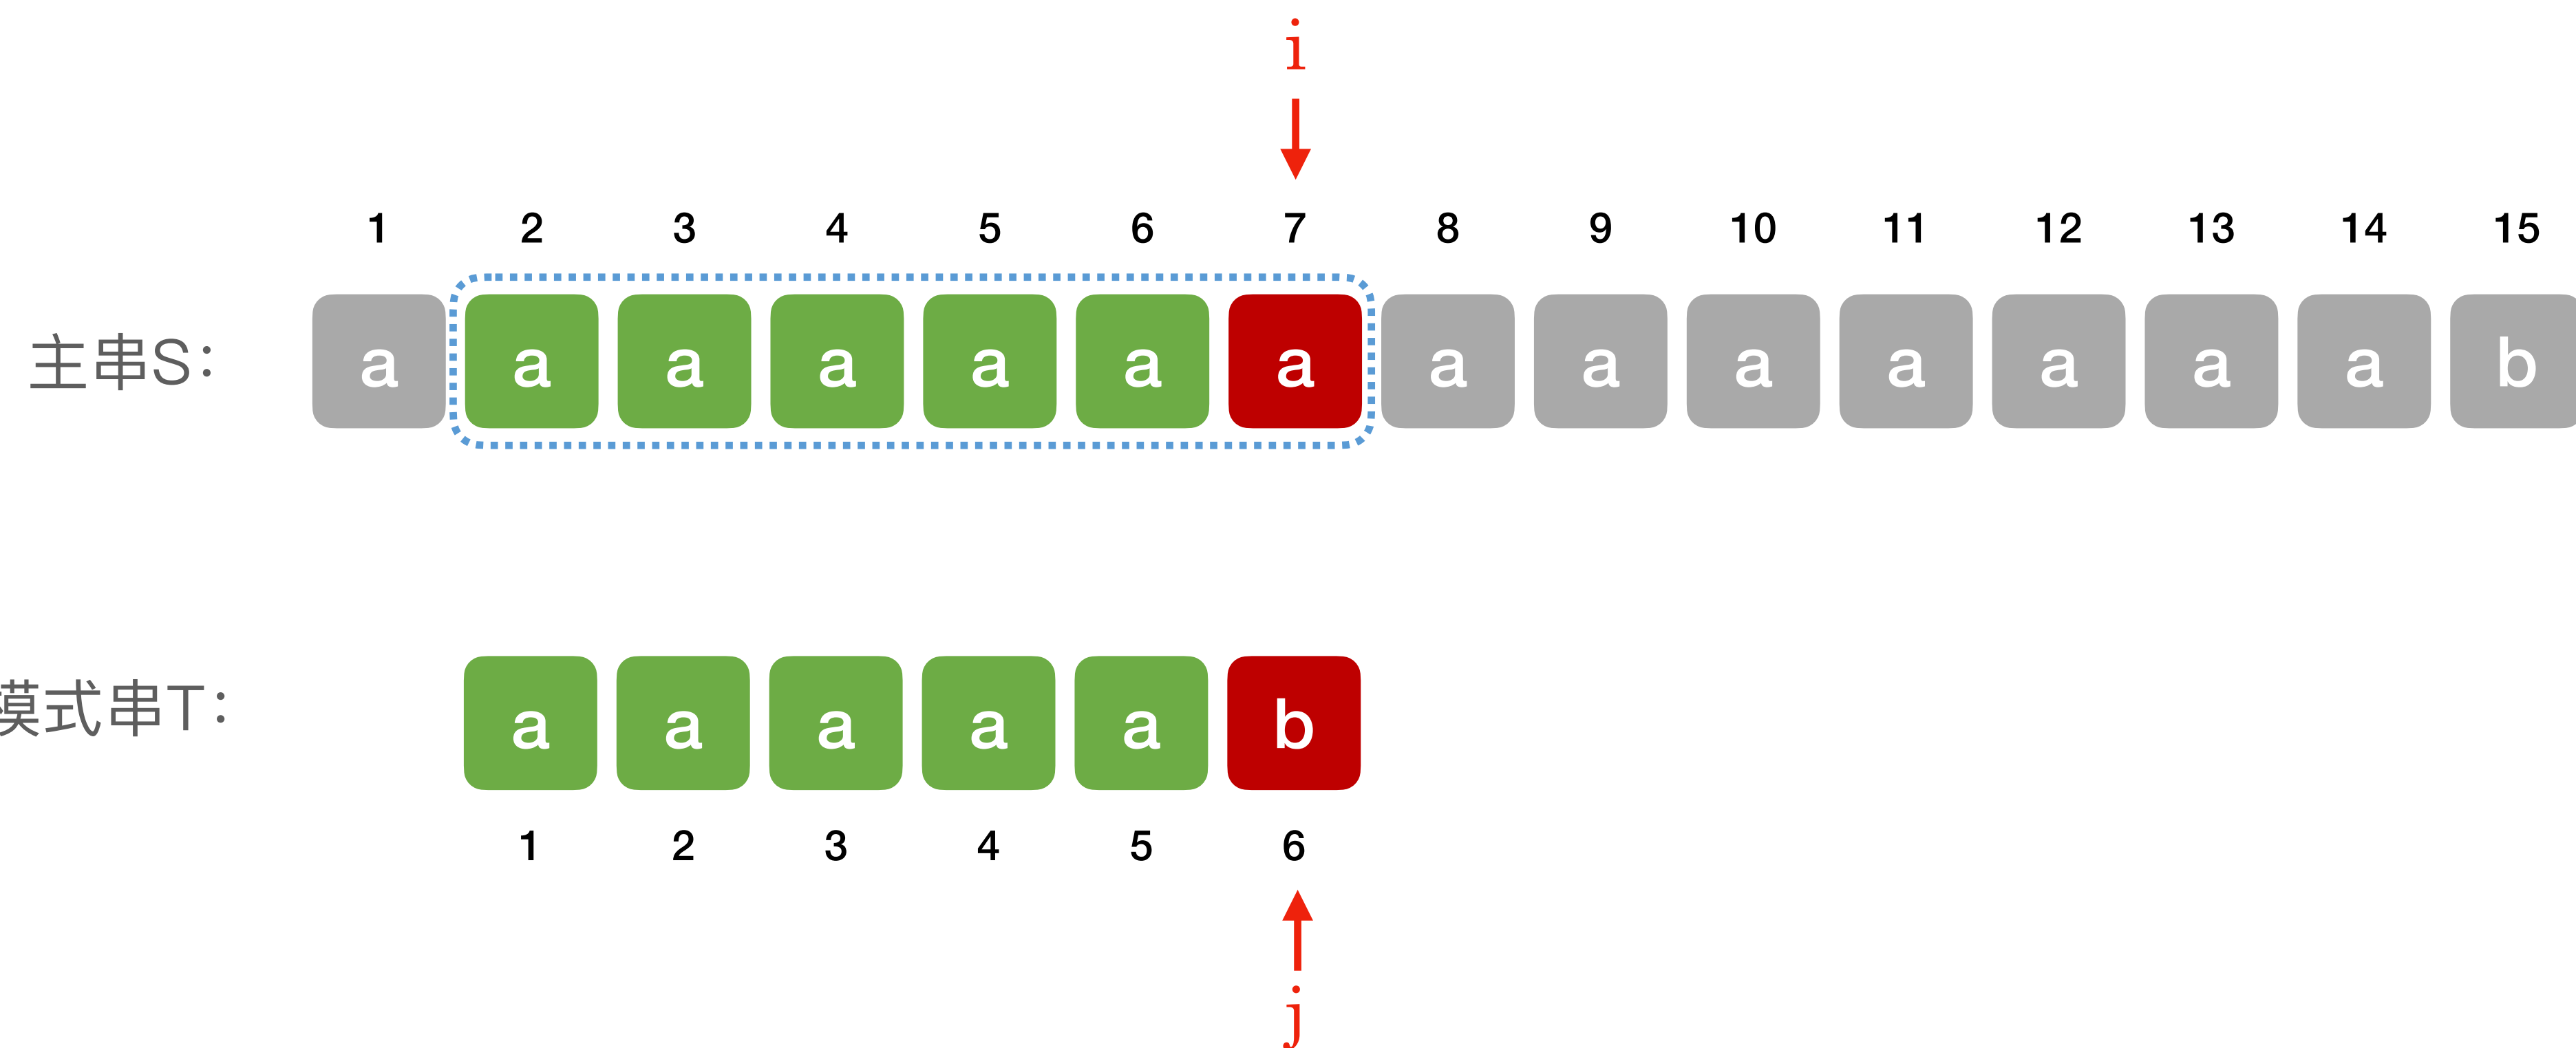 i
1 2 3 4 5 6 7 8 9 10 11 12 13 14 15
主串S: a a a a a a a a a a a a a a b
模式串T: a a a a a b
1 2 3 4 5 6
j